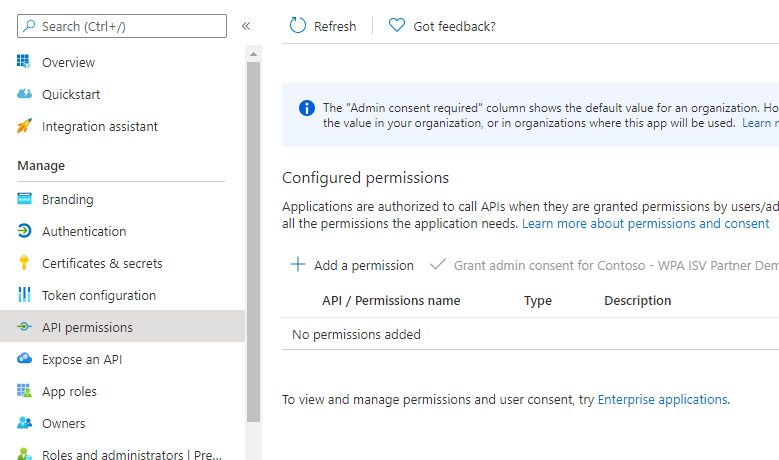 Search (Ctrl+/)
«
Overview
Quickstart
Integration assistant
Manage
Branding
Authentication
Certificates & secrets
Token configuration
API permissions
Expose an API
App roles
Owners
Roles and administrators | Pre...
Refresh
Got feedback?
The "Admin consent required" column shows the default value for an organization. Ho
the value in your organization, or in organizations where this app will be used. Learn n
Configured permissions
Applications are authorized to call APIs when they are granted permissions by users/ad
all the permissions the application needs. Learn more about permissions and consent
Add a permission
Grant admin consent for Contoso - WPA ISV Partner Dem
API / Permissions name Type Description
No permissions added
To view and manage permissions and user consent, try Enterprise applications.